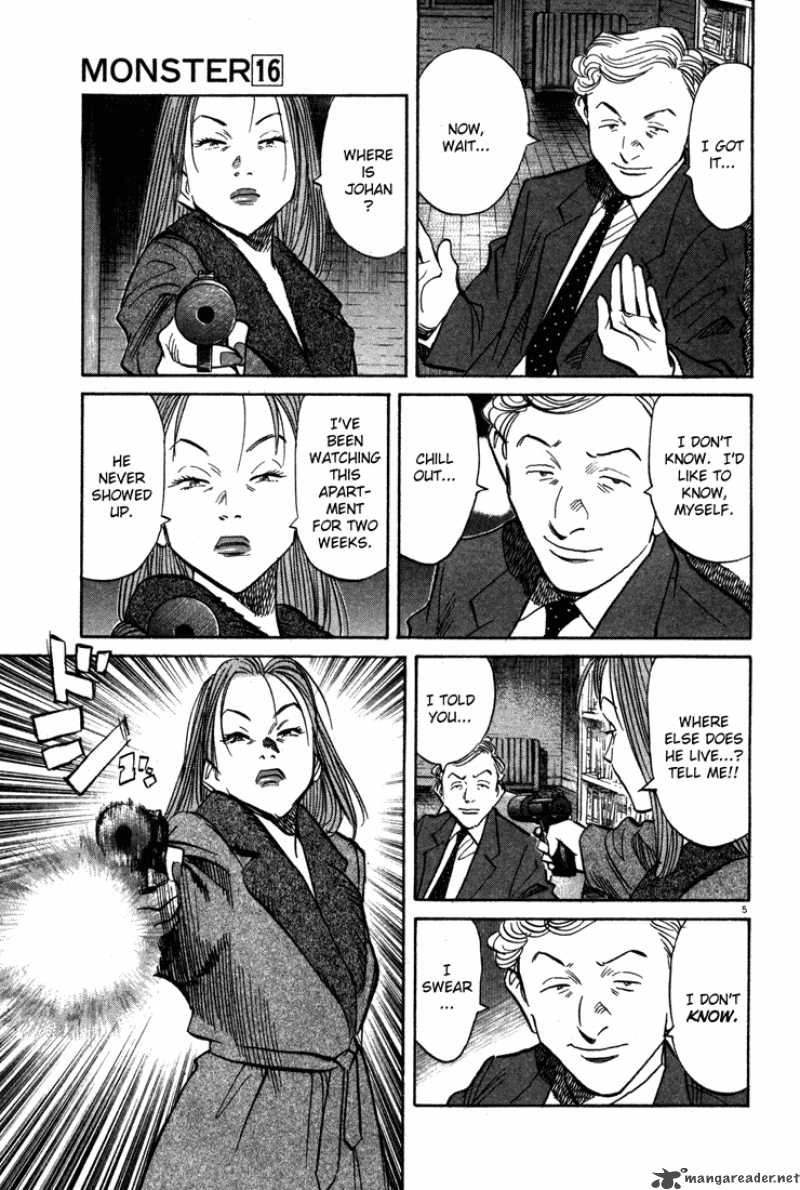 MONSTER 16
I GOT
IT...
NOW,
WAIT...
WHERE
IS
JOHAN
?
I DON'T
KNOW. I'D
LIKE TO
KNOW,
MYSELF.
CHILL
OUT...
I'VE
BEEN
WATCHING
THIS
APART-
MENT
FOR TWO
WEEKS.
HE
NEVER
SHOWED
UP.
WHERE
ELSE DOES
HE LIVE...?
TELL ME!!
I TOLD
YOU...
5
I DON'T
KNOW.
I
SWEAR
...
ドン
mangareader.net